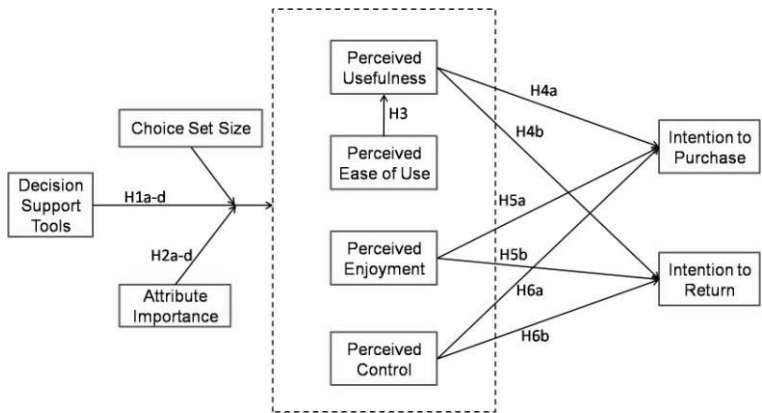 Perceived
Usefulness
H4a
H3
H4b
Choice Set Size
Intention to
Purchase
Perceived
Ease of Use
Decision
Support
Tools
H1a-d
H5a
H2a-d
Perceived
Enjoyment
H5b
Intention to
Return
Attribute
Importance
H6a
H6b
Perceived
Control